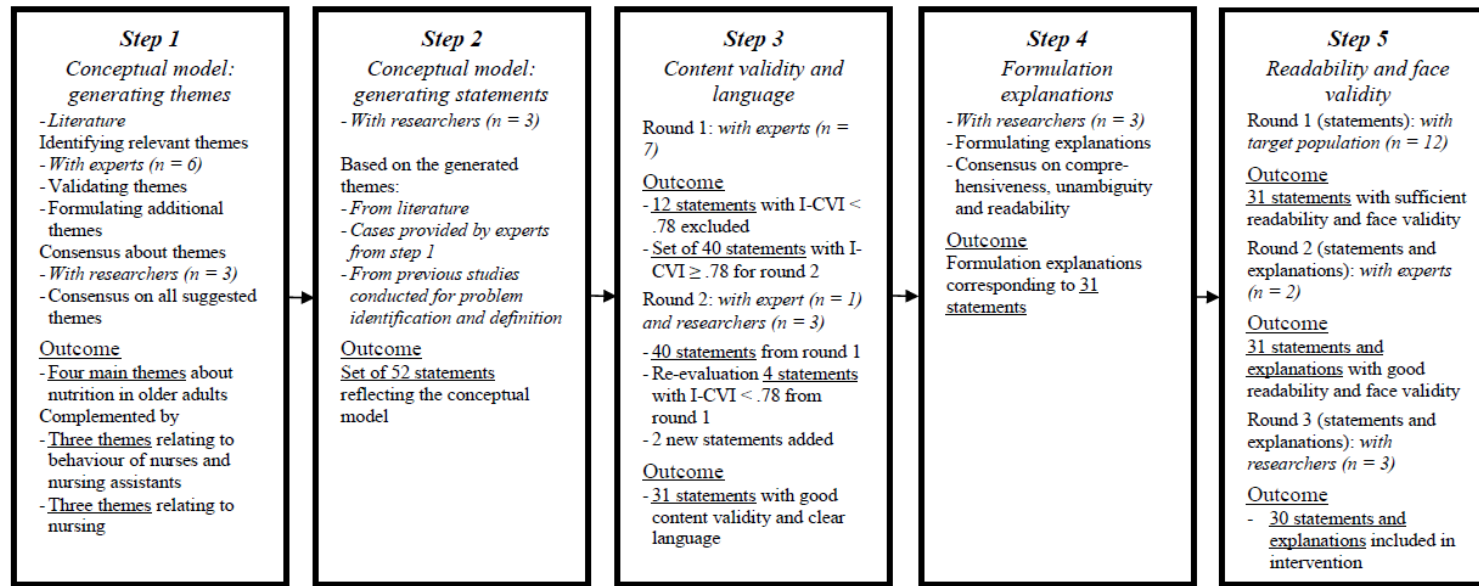 Step 1
Conceptual model:
generating themes
- Literature
Identifying relevant themes
- With experts (n = 6)
- Validating themes
- Formulating additional
themes
Consensus about themes
- With researchers (n = 3)
- Consensus on all suggested
themes
Outcome
- Four main themes about
nutrition in older adults
Complemented by
- Three themes relating to
behaviour of nurses and
nursing assistants
- Three themes relating to
nursing
Step 2
Conceptual model:
generating statements
- With researchers (n = 3)
Based on the generated
themes:
- From literature
- Cases provided by experts
from step 1
- From previous studies
conducted for problem
identification and definition
Outcome
Set of 52 statements
reflecting the conceptual
model
Step 3
Content validity and
language
Round 1: with experts (n =
7)
Outcome
- 12 statements with I-CVI <
.78 excluded
- Set of 40 statements with I-
CVI ≥ .78 for round 2
Round 2: with expert (n = 1)
and researchers (n = 3)
- 40 statements from round 1
- Re-evaluation 4 statements
with I-CVI < .78 from
round 1
- 2 new statements added
Outcome
- 31 statements with good
content validity and clear
language
Step 4
Formulation
explanations
- With researchers (n = 3)
- Formulating explanations
- Consensus on compre-
hensiveness, unambiguity
and readability
Outcome
Formulation explanations
corresponding to 31
statements
Step 5
Readability and face
validity
Round 1 (statements): with
target population (n = 12)
Outcome
31 statements with sufficient
readability and face validity
Round 2 (statements and
explanations): with experts
(n = 2)
Outcome
31 statements and
explanations with good
readability and face validity
Round 3 (statements and
explanations): with
researchers (n = 3)
Outcome
- 30 statements and
explanations included in
intervention